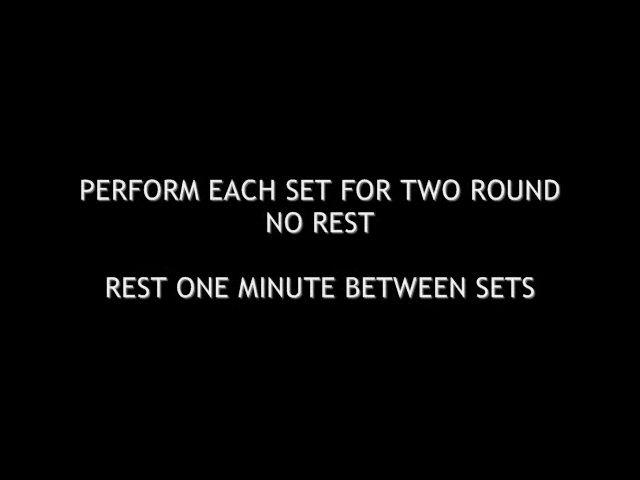 PERFORM EACH SET FOR TWO ROUND
NO REST
REST ONE MINUTE BETWEEN SETS